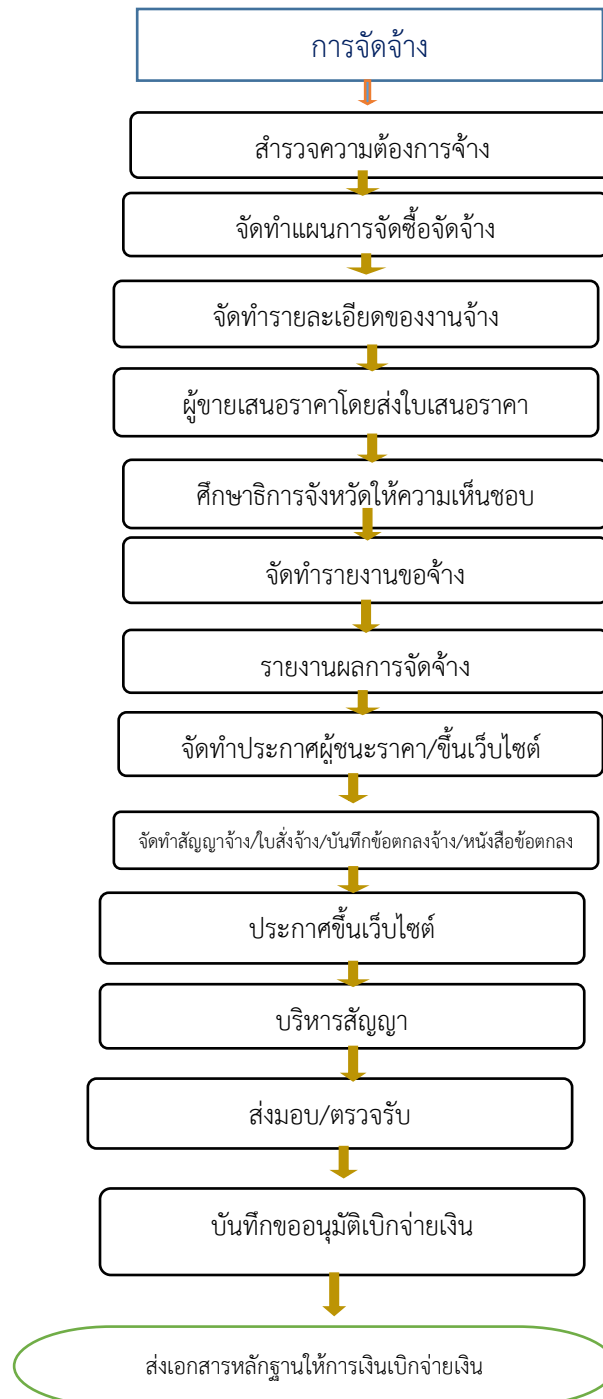 การจัดจ้าง
สำรวจความต้องการจ้าง
จัดทำแผนการจัดซื้อจัดจ้าง
จัดทำรายละเอียดของงานจ้าง
ผู้ขายเสนอราคาโดยส่งใบเสนอราคา
ศึกษาธิการจังหวัดให้ความเห็นชอบ
จัดทำรายงานขอจ้าง
รายงานผลการจัดจ้าง
จัดทำประกาศผู้ชนะราคา/ขึ้นเว็บไซต์
จัดทำสัญญาจ้าง/ใบสั่งจ้าง/บันทึกข้อตกลงจ้าง/หนังสือข้อตกลง
ประกาศขึ้นเว็บไซต์
บริหารสัญญา
ส่งมอบ/ตรวจรับ
บันทึกขออนุมัติเบิกจ่ายเงิน
ส่งเอกสารหลักฐานให้การเงินเบิกจ่ายเงิน